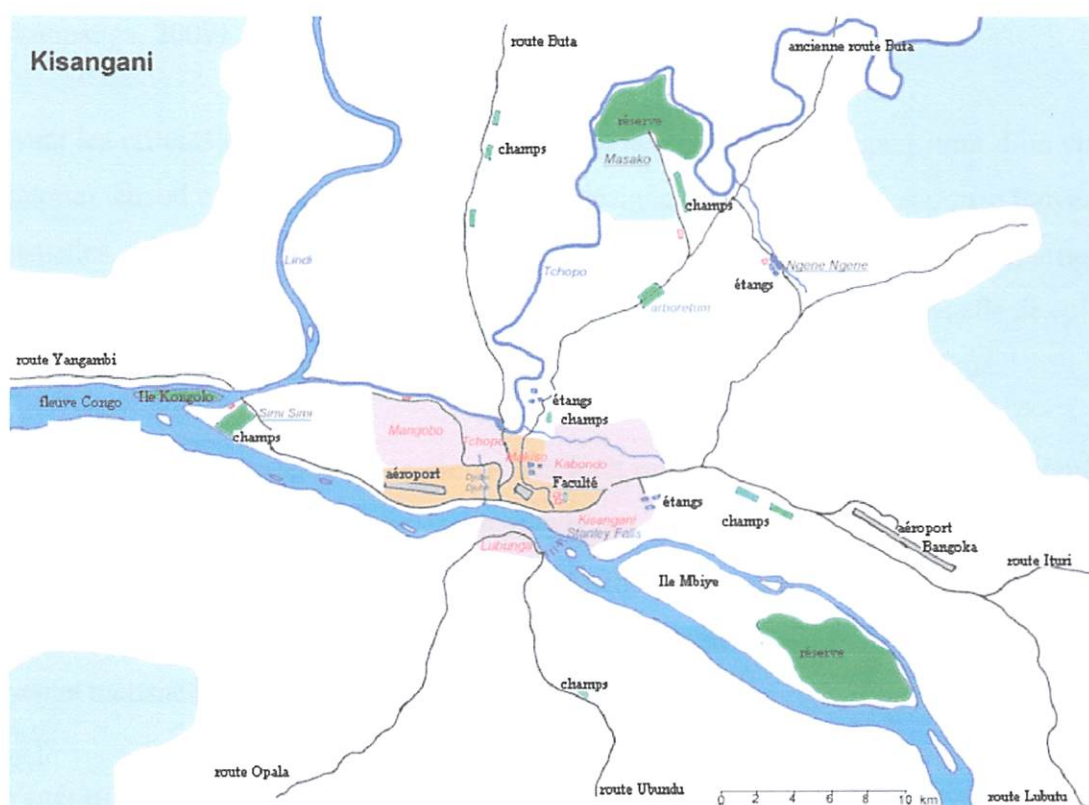 Kisangani
route Buta
ancienne route Buta
réserve
champs
Masako
champs
Lindi
Tchopo
Ngene Ngene
étangs
arboretum
route Yangambi
fleuve Congo
Ile Kongolo
Simi Simi
champs
étangs
champs
Mangobo
Tchopo
Makiso
Kabondo
aéroport
Djubu
Djubu
Faculté
Kisangani
étangs
Stanley Falls
champs
aéroport
Bangoka
Lubunga
route Ituri
Ile Mbiye
réserve
champs
route Opala
route Ubundu
0 2 4 6 8 10 km
route Lubutu